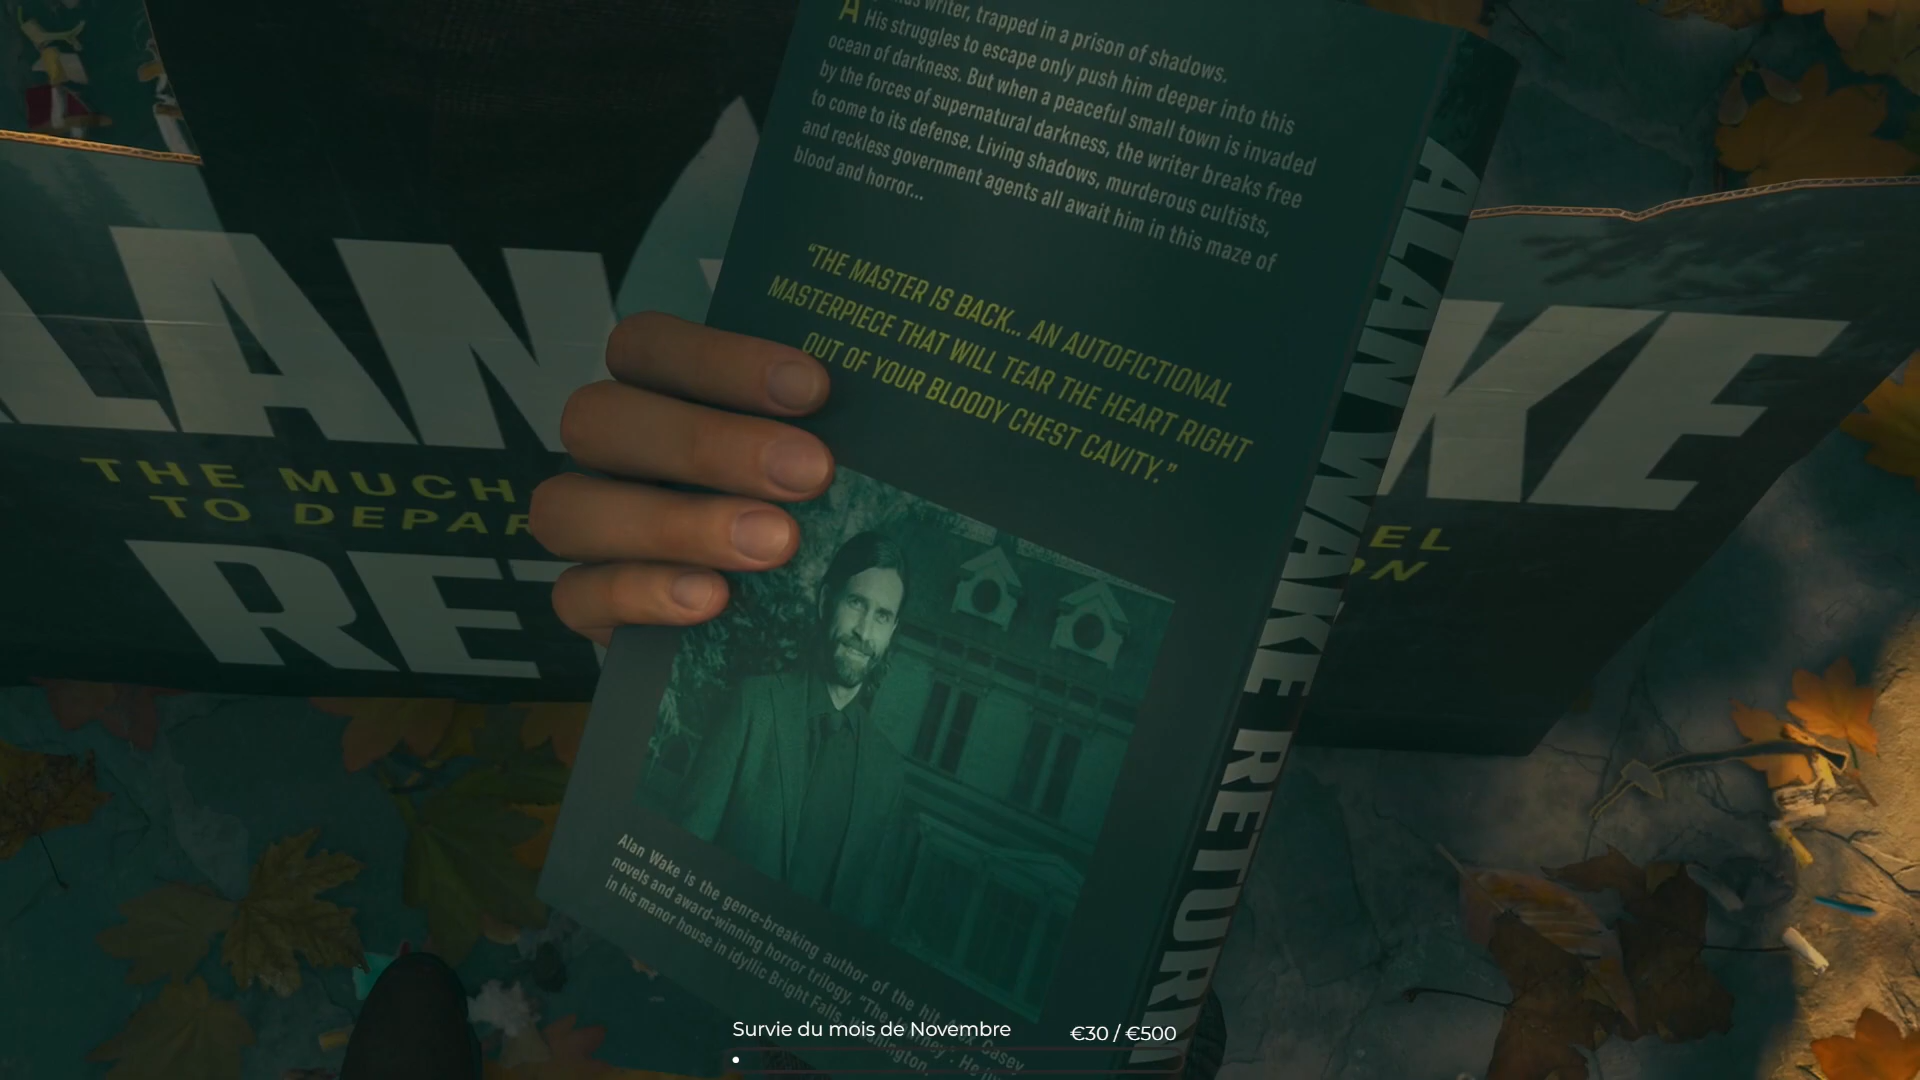 writer, trapped in a prison of shadows.
His struggles to escape only push him deeper into this
ocean of darkness. But when a peaceful small town is invaded
by the forces of supernatural darkness, the writer breaks free
to come to its defense. Living shadows, murderous cultists,
and reckless government agents all await him in this maze of
blood and horror...
“THE MASTER IS BACK... AN AUTOFICTIONAL
MASTERPIECE THAT WILL TEAR THE HEART RIGHT
OUT OF YOUR BLOODY CHEST CAVITY.”
Alan Wake is the genre-breaking author of the hit Alex Casey
novels and award-winning horror trilogy,
in his manor house in idyllic Bright Falls, Washington.
ALAN WAKE RETURN
LAN
KE
THE MUCH
TO DEPAR
RET
EL
ON
Survie du mois de Novembre
€30 / €500